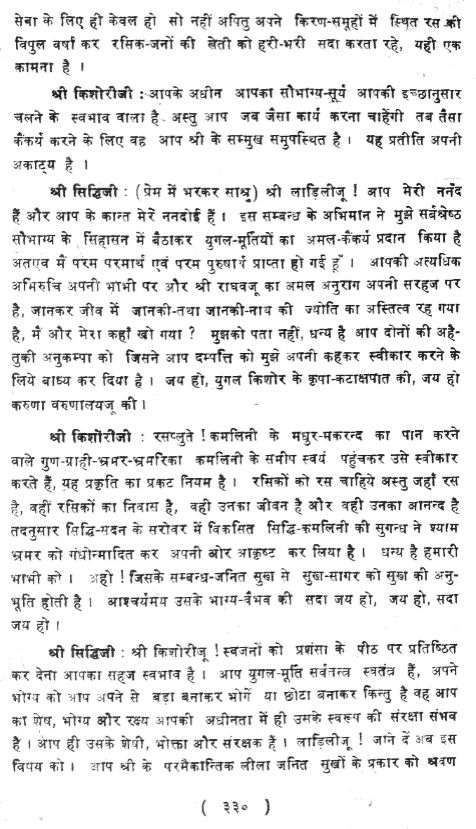 सेवा के लिए ही केवल हो सो नहीं अपितु अपने किरण-समूहों में स्थित रस की
विपुल वर्षा कर रसिक-जनों की खेती को हरी-भरी सदा करता रहे, यही एक
कामना है ।
श्री किशोरीजी : आपके अधीन आपका सौभाग्य-सूर्य आपकी इच्छानुसार
चलने के स्वभाव वाला है अस्तु आप जब जैसा कार्य करना चाहेंगी तब तैसा
कैंकर्य करने के लिए वह आप श्री के सम्मुख समुपस्थित है । यह प्रतीति अपनी
अकाट्य है ।
श्री सिद्धिजी : (प्रेम में भरकर साश्रु) श्री लाड़िलीजू ! आप मेरी ननँद
हैं और आप के कान्त मेरे ननदोई हैं । इस सम्बन्ध के अभिमान ने मुझे सर्वश्रेष्ठ
सौभाग्य के सिंहासन में बैठाकर युगल-मूर्तियों का अमल-कैंकर्य प्रदान किया है
अतएव मैं परम परमार्थ एवं परम पुरुषार्थ प्राप्ता हो गई हूँ । आपकी अत्यधिक
अभिरुचि अपनी भाभी पर और श्री राघवजू का अमल अनुराग अपनी सरहज पर
है, जानकर जीव में जानकी-तथा जानकी-नाथ की ज्योति का अस्तित्व रह गया
है, मैं और मेरा कहाँ खो गया ? मुझको पता नहीं, धन्य है आप दोनों की अहै-
तुकी अनुकम्पा को जिसने आप दम्पत्ति को मुझे अपनी कहकर स्वीकार करने के
लिये बाध्य कर दिया है । जय हो, युगल किशोर के कृपा-कटाक्षपात की, जय हो
करुणा वरुणालयजू की ।
श्री किशोरीजी : रसप्लुते ! कमलिनी के मधुर-मकरन्द का पान करने
वाले गुण-ग्राही-भ्रमर-भ्रमरिका कमलिनी के समीप स्वयं पहुंचकर उसे स्वीकार
करते हैं, यह प्रकृति का प्रकट नियम है । रसिकों को रस चाहिये अस्तु जहाँ रस
है, वहीं रसिकों का निवास है, वही उनका जीवन है और वही उनका आनन्द है
तदनुसार सिद्धि-सदन के सरोवर में विकसित सिद्धि-कमलिनी की सुगन्ध ने श्याम
भ्रमर को गंधोन्मादित कर अपनी ओर आकृष्ट कर लिया है । धन्य है हमारी
भाभी को । अहो ! जिसके सम्बन्ध-जनित सुख से सुख-सागर को सुख की अनु-
भूति होती है । आश्चर्यमय उसके भाग्य-वैभव की सदा जय हो, जय हो, सदा
जय हो ।
श्री सिद्धिजी : श्री किशोरीजू ! स्वजनों को प्रशंसा के पीठ पर प्रतिष्ठित
कर देना आपका सहज स्वभाव है । आप युगल-मूर्ति सर्वतन्त्र स्वतंत्र हैं, अपने
भोग्य को आप अपने से बड़ा बनाकर भोगें या छोटा बनाकर किन्तु है वह आप
का शेष, भोग्य और रक्ष्य आपकी अधीनता में ही उमके स्वरूप की संरक्षा संभव
है । आप ही उसके शेषी, भोक्ता और संरक्षक हैं । लाड़िलीजू ! जाने दें अब इस
विषय को । आप श्री के परमैकान्तिक लीला जनित सुखों के प्रकार को श्रवण
( ३३० )